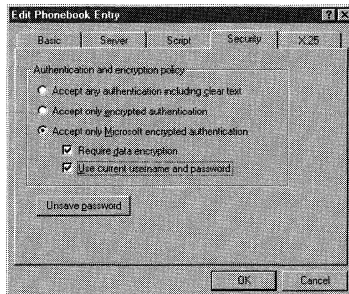 Edit Phonebook Entry
Basic Server Script Security X.25
Authentication and encryption policy
Accept any authentication including clear text
Accept only encrypted authentication
Accept only Microsoft encrypted authentication
Require data encryption
Use current username and password
Unsave password
OK Cancel